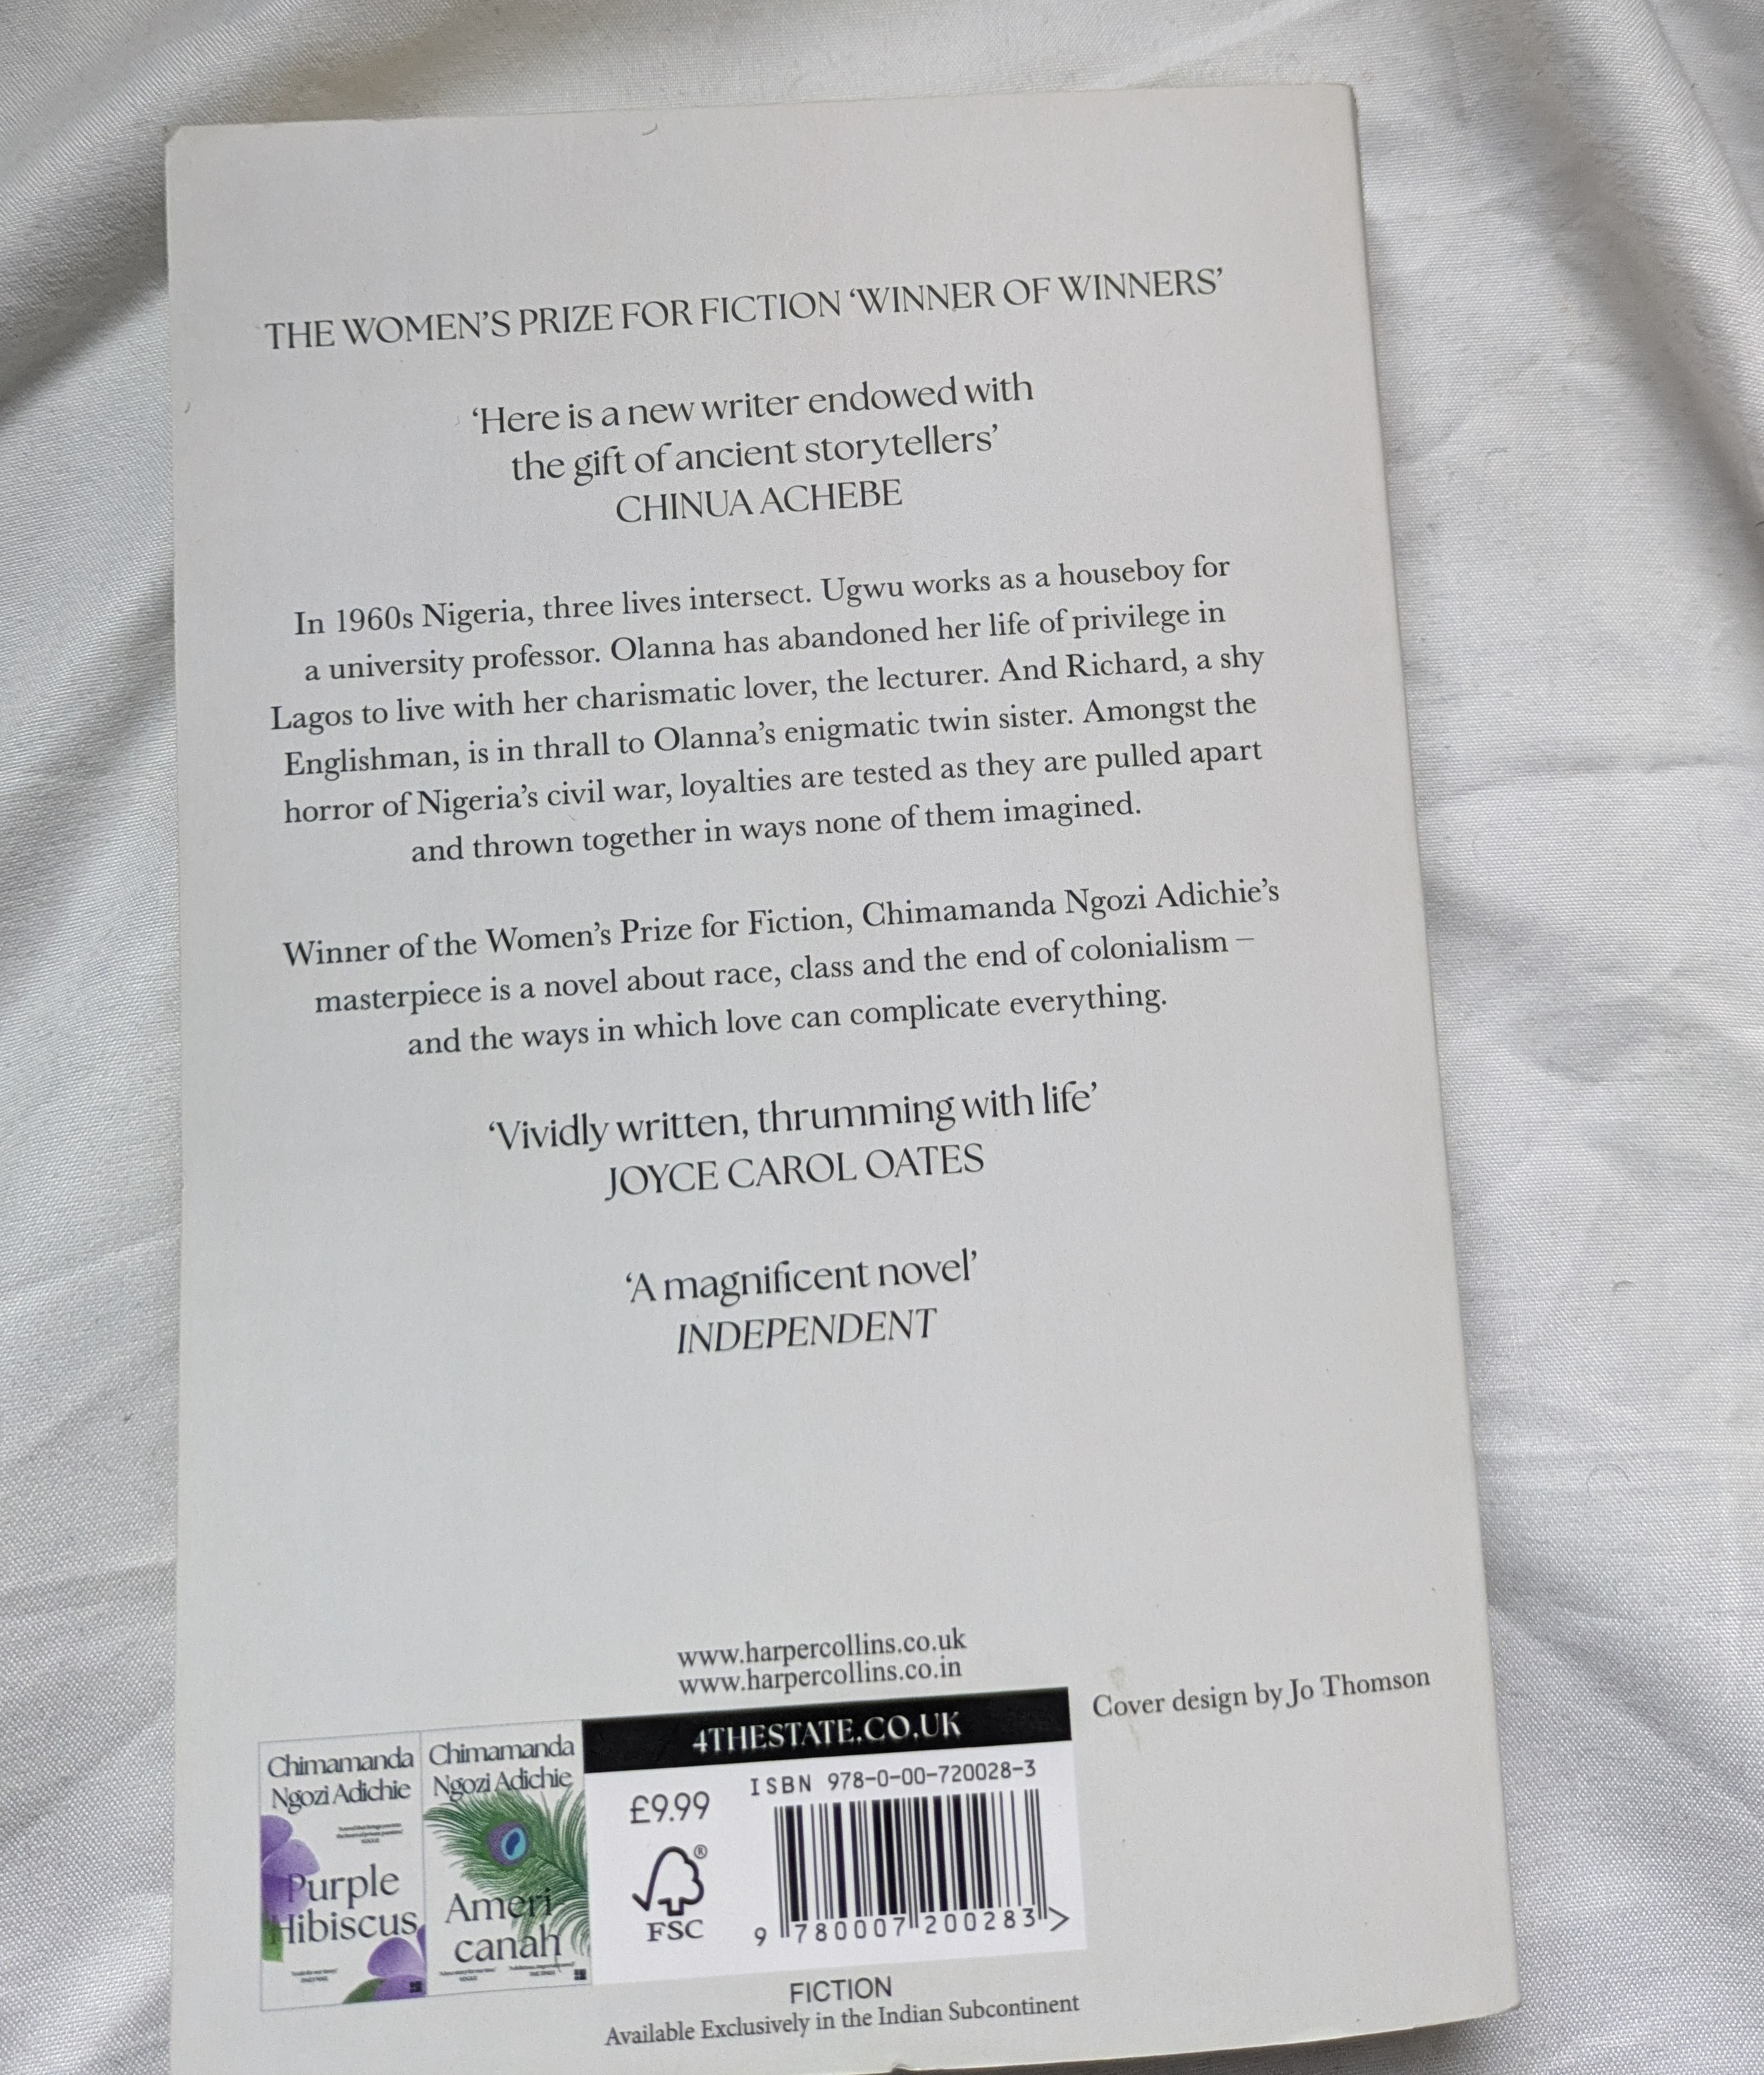 THE WOMEN'S PRIZE FOR FICTION ‘WINNER OF WINNERS’
‘Here is a new writer endowed with
the gift of ancient storytellers’
CHINUA ACHEBE
In 1960s Nigeria, three lives intersect. Ugwu works as a houseboy for
a university professor. Olanna has abandoned her life of privilege in
Lagos to live with her charismatic lover, the lecturer. And Richard, a shy
Englishman, is in thrall to Olanna’s enigmatic twin sister. Amongst the
horror of Nigeria’s civil war, loyalties are tested as they are pulled apart
and thrown together in ways none of them imagined.
Winner of the Women’s Prize for Fiction, Chimamanda Ngozi Adichie’s
masterpiece is a novel about race, class and the end of colonialism –
and the ways in which love can complicate everything.
‘Vividly written, thrumming with life’
JOYCE CAROL OATES
‘A magnificent novel’
INDEPENDENT
www.harpercollins.co.uk
www.harpercollins.co.in
Cover design by Jo Thomson
4THESTATE.CO.UK
Chimamanda
Ngozi Adichie
Purple
Hibiscus
Chimamanda
Ngozi Adichie
Ameri
canah
£9.99
FSC
®
ISBN 978-0-00-720028-3
9 780007 200283 >
FICTION
Available Exclusively in the Indian Subcontinent